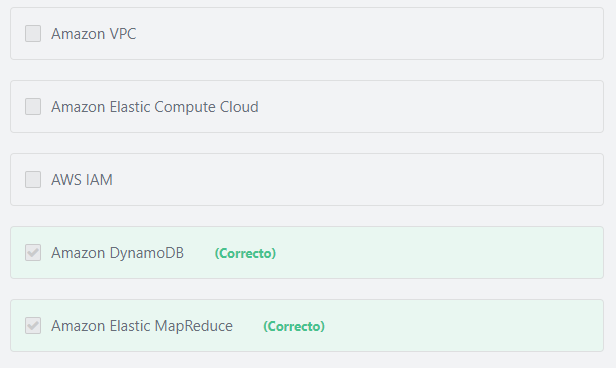 Amazon VPC
Amazon Elastic Compute Cloud
AWS IAM
Amazon DynamoDB (Correcto)
Amazon Elastic MapReduce (Correcto)